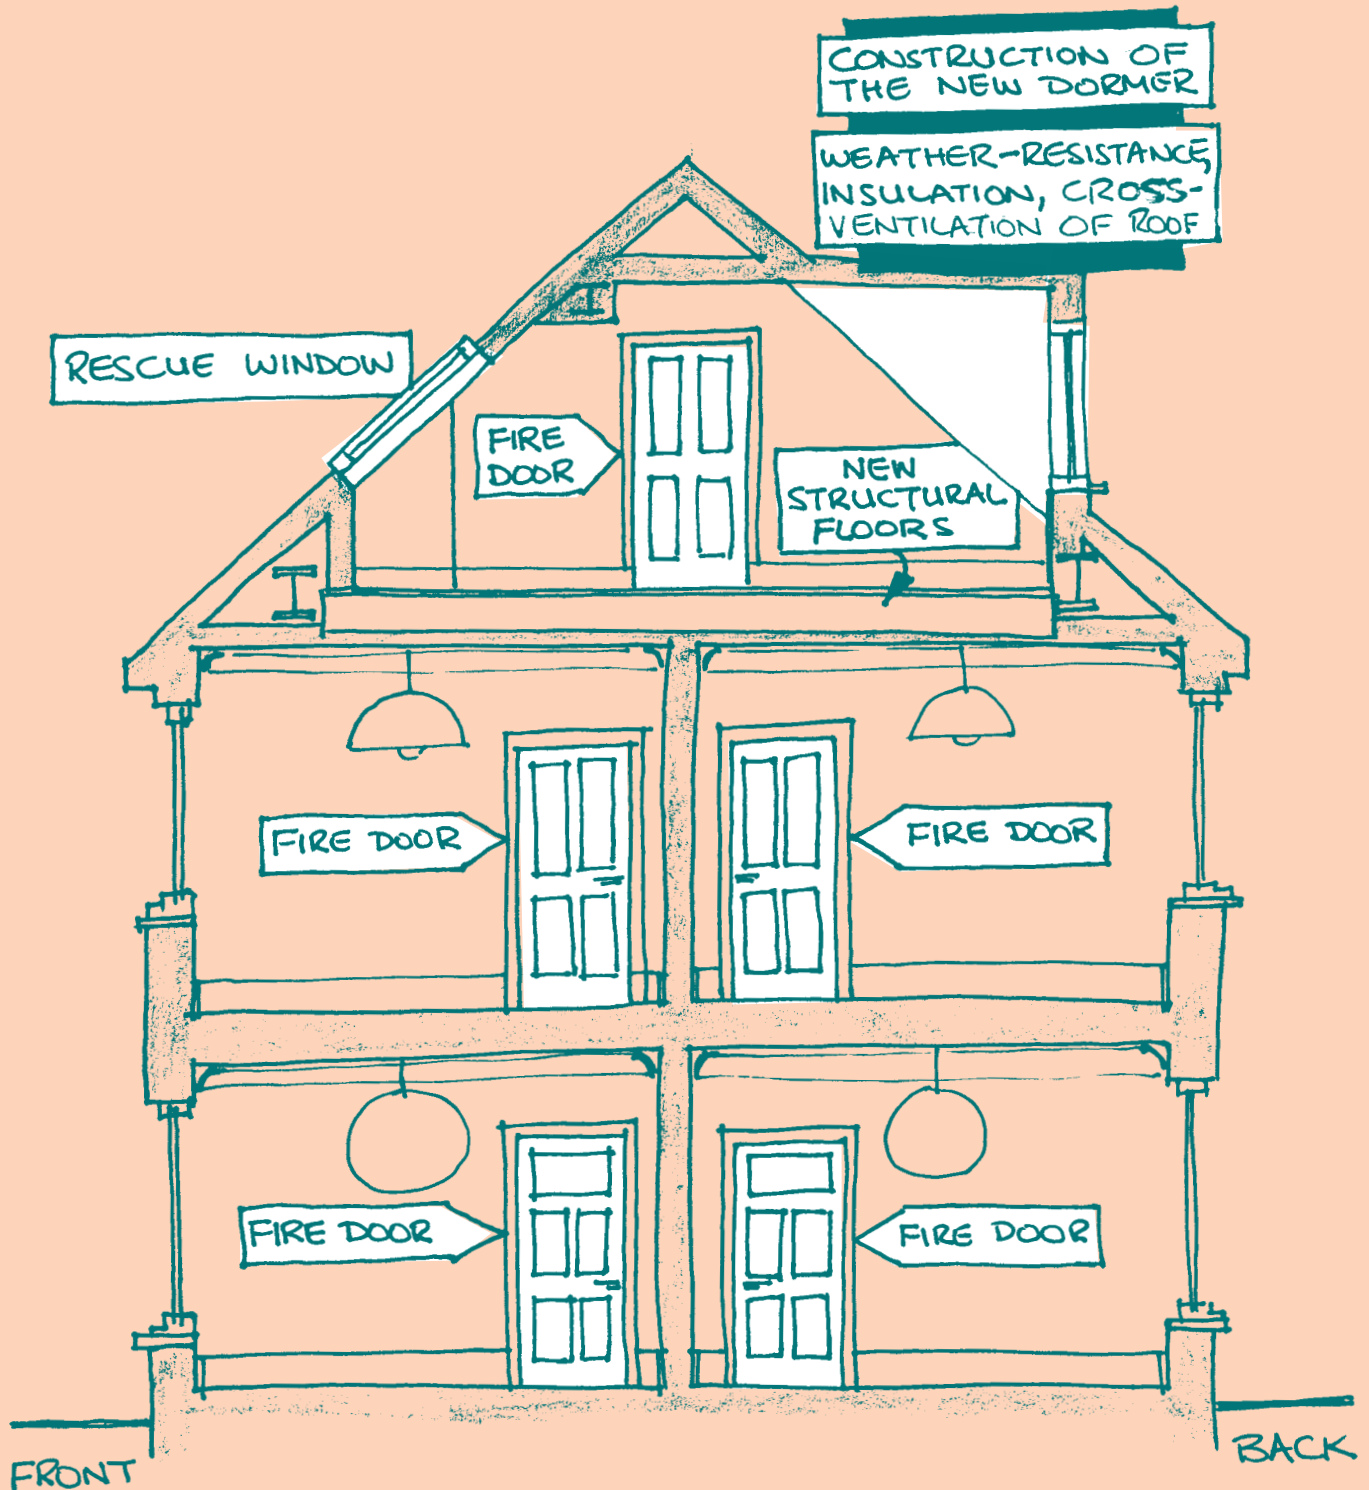 CONSTRUCTION OF
THE NEW DORMER
WEATHER-RESISTANCE,
INSULATION, CROSS-
VENTILATION OF ROOF
RESCUE WINDOW
FIRE
DOOR
NEW
STRUCTURAL
FLOORS
FIRE DOOR
FIRE DOOR
FIRE DOOR
FIRE DOOR
FRONT
BACK